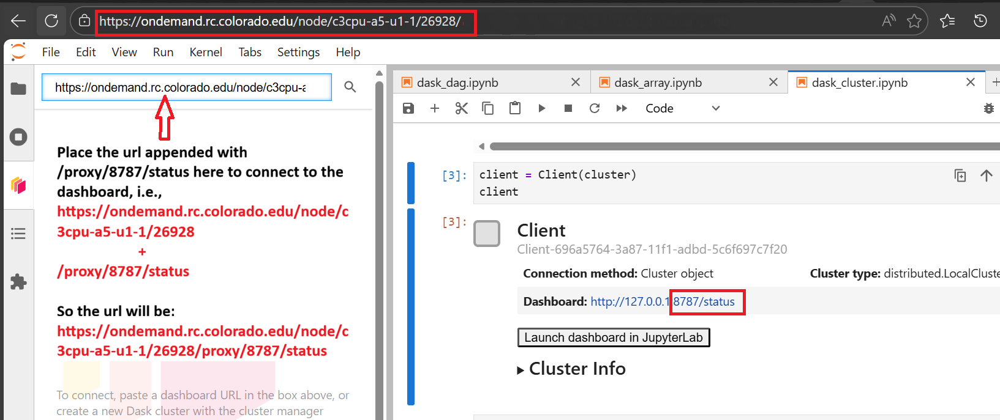 https://ondemand.rc.colorado.edu/node/c3cpu-a5-u1-1/26928/
File Edit View Run Kernel Tabs Settings Help
https://ondemand.rc.colorado.edu/node/c3cpu-a
Place the url appended with
/proxy/8787/status here to connect to the
dashboard, i.e.,
https://ondemand.rc.colorado.edu/node/c
3cpu-a5-u1-1/26928
+
/proxy/8787/status
So the url will be:
https://ondemand.rc.colorado.edu/node/c
3cpu-a5-u1-1/26928/proxy/8787/status
To connect, paste a dashboard URL in the box above, or
create a new Dask cluster with the cluster manager
dask_dag.ipynb dask_array.ipynb dask_cluster.ipynb
Code
[3]: client = Client(cluster)
client
[3]:
Client
Client-696a5764-3a87-11f1-adbd-5c6f697c7f20
Connection method: Cluster object Cluster type: distributed.LocalCluste
Dashboard: http://127.0.0.1:8787/status
Launch dashboard in JupyterLab
Cluster Info